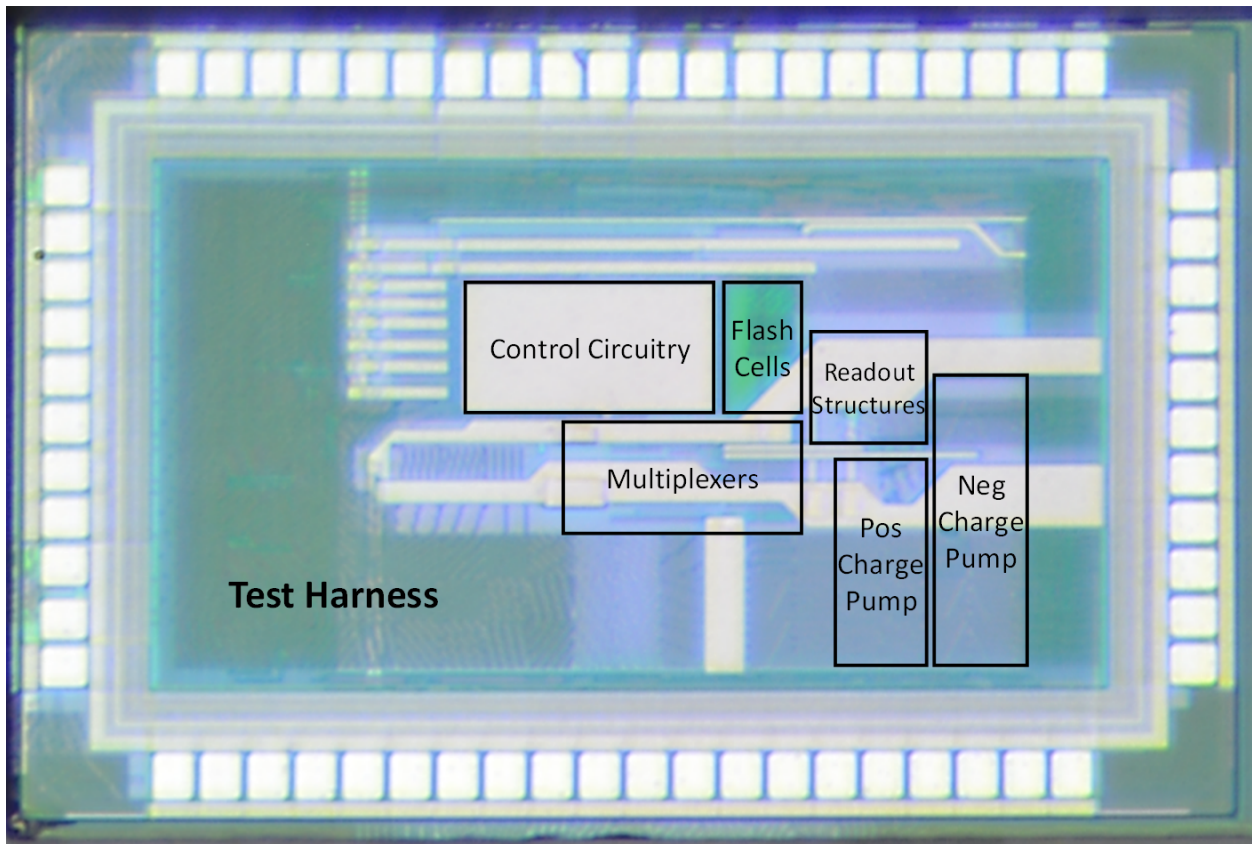 Control Circuitry
Flash
Cells
Readout
Structures
Multiplexers
Neg
Charge
Pump
Pos
Charge
Pump
Test Harness